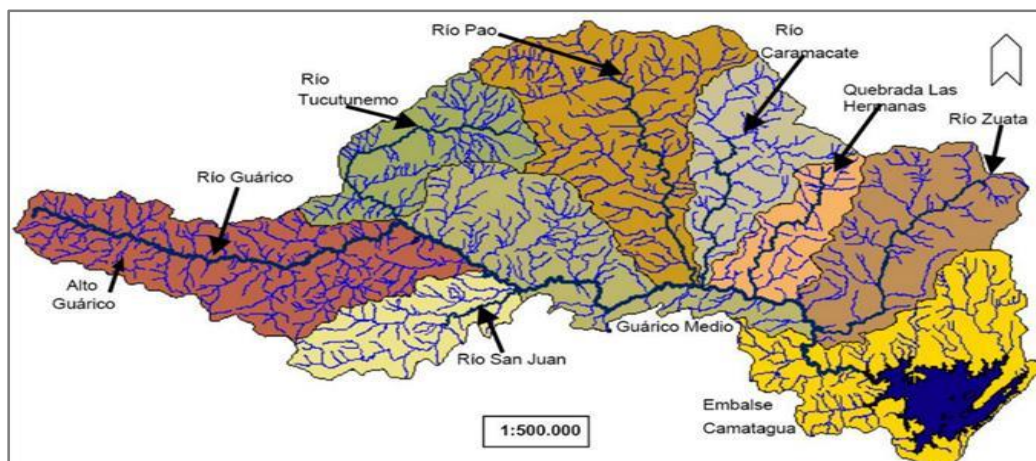 Río Pao
Río
Caramacate
Río
Tucutunemo
Quebrada Las
Hermanas
Río Zuata
Río Guárico
Alto
Guárico
Guárico Medio
Río San Juan
Embalse
Camatagua
1:500.000